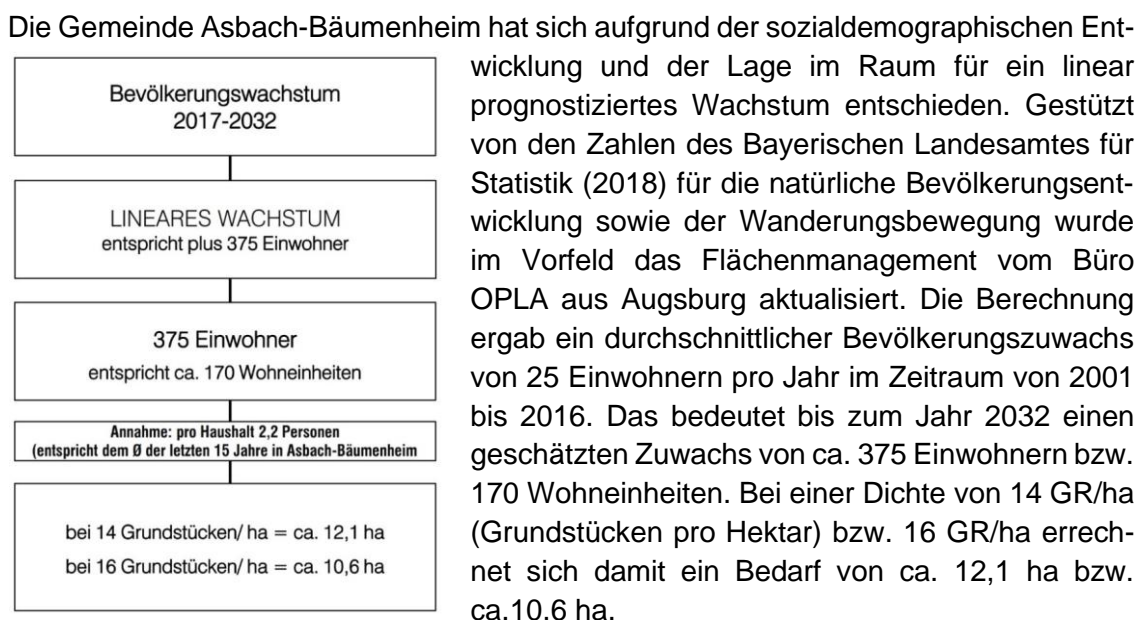 Die Gemeinde Asbach-Bäumenheim hat sich aufgrund der sozialdemographischen Ent-
wicklung und der Lage im Raum für ein linear
prognostiziertes Wachstum entschieden. Gestützt
von den Zahlen des Bayerischen Landesamtes für
Statistik (2018) für die natürliche Bevölkerungsent-
wicklung sowie der Wanderungsbewegung wurde
im Vorfeld das Flächenmanagement vom Büro
OPLA aus Augsburg aktualisiert. Die Berechnung
ergab ein durchschnittlicher Bevölkerungszuwachs
von 25 Einwohnern pro Jahr im Zeitraum von 2001
bis 2016. Das bedeutet bis zum Jahr 2032 einen
geschätzten Zuwachs von ca. 375 Einwohnern bzw.
170 Wohneinheiten. Bei einer Dichte von 14 GR/ha
(Grundstücken pro Hektar) bzw. 16 GR/ha errech-
net sich damit ein Bedarf von ca. 12,1 ha bzw.
ca.10,6 ha.
Bevölkerungswachstum
2017-2032
LINEARES WACHSTUM
entspricht plus 375 Einwohner
375 Einwohner
entspricht ca. 170 Wohneinheiten
Annahme: pro Haushalt 2,2 Personen
(entspricht dem Ø der letzten 15 Jahre in Asbach-Bäumenheim
bei 14 Grundstücken/ ha = ca. 12,1 ha
bei 16 Grundstücken/ ha = ca. 10,6 ha